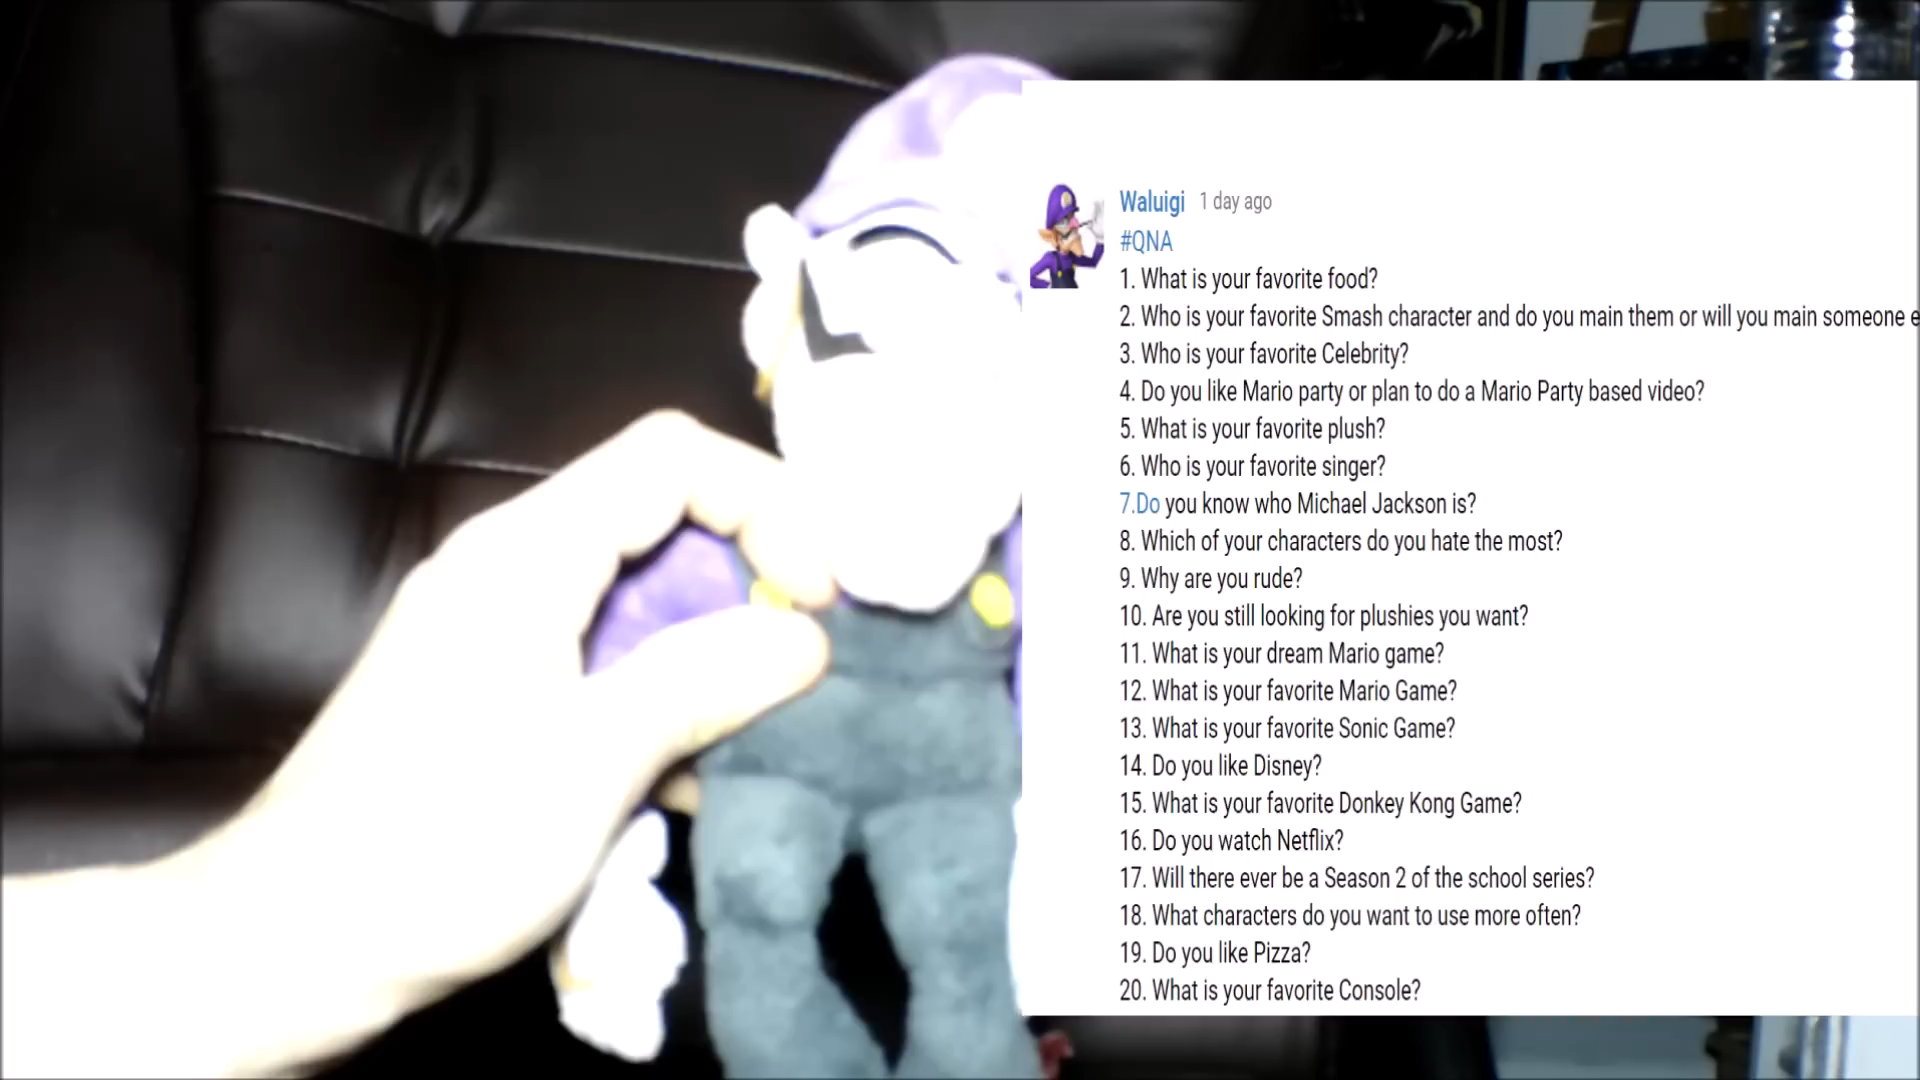 Waluigi 1 day ago
#QNA
1. What is your favorite food?
2. Who is your favorite Smash character and do you main them or will you main someone e
3. Who is your favorite Celebrity?
4. Do you like Mario party or plan to do a Mario Party based video?
5. What is your favorite plush?
6. Who is your favorite singer?
7.Do you know who Michael Jackson is?
8. Which of your characters do you hate the most?
9. Why are you rude?
10. Are you still looking for plushies you want?
11. What is your dream Mario game?
12. What is your favorite Mario Game?
13. What is your favorite Sonic Game?
14. Do you like Disney?
15. What is your favorite Donkey Kong Game?
16. Do you watch Netflix?
17. Will there ever be a Season 2 of the school series?
18. What characters do you want to use more often?
19. Do you like Pizza?
20. What is your favorite Console?